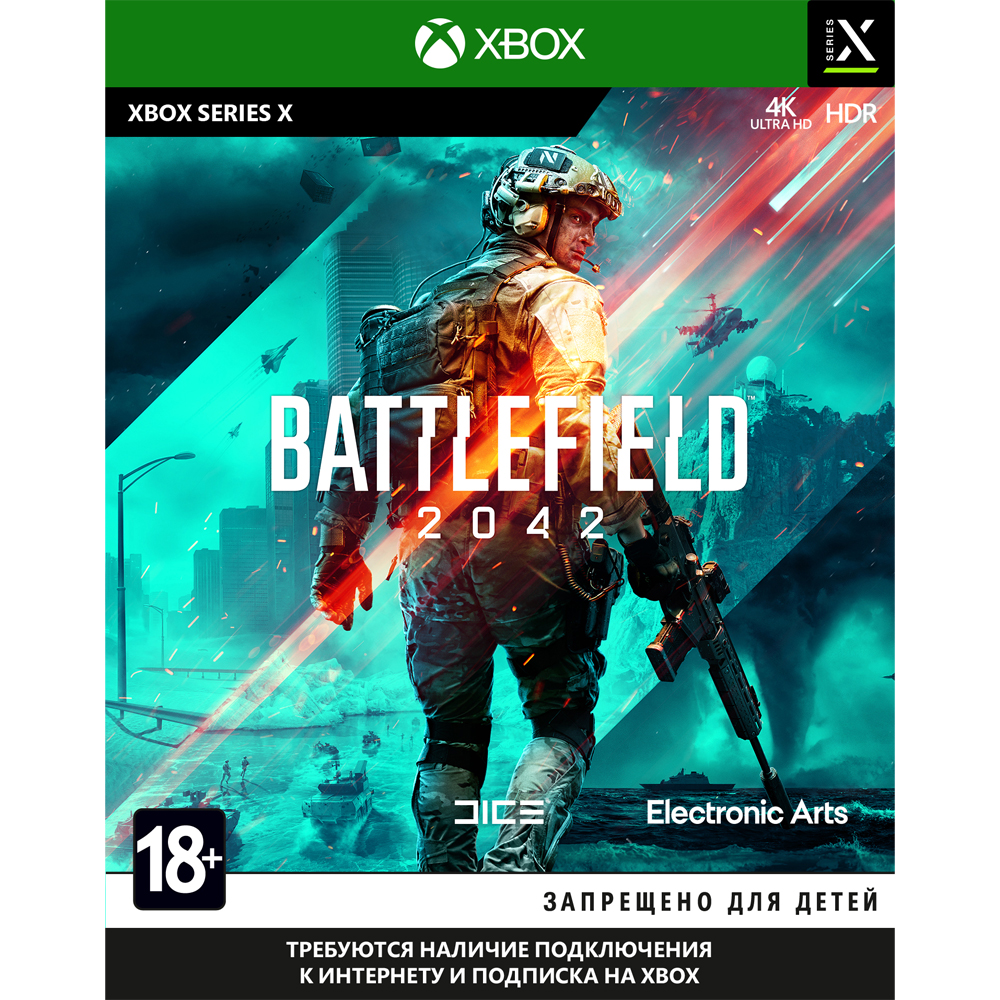 XBOX
SERIES X
XBOX SERIES X
4K
ULTRA HD
HDR
N
BATTLEFIELD™
2042
DICE
Electronic Arts
18+
ЗАПРЕЩЕНО ДЛЯ ДЕТЕЙ
ТРЕБУЮТСЯ НАЛИЧИЕ ПОДКЛЮЧЕНИЯ
К ИНТЕРНЕТУ И ПОДПИСКА НА XBOX